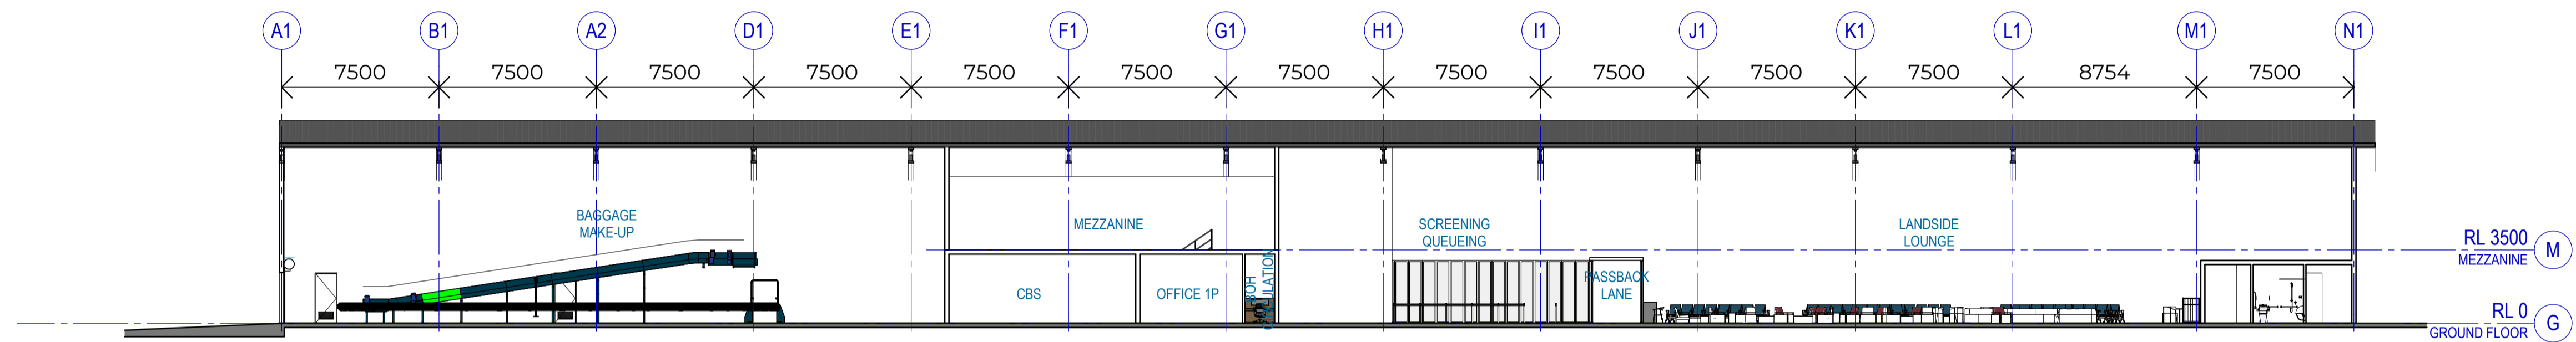 A1 B1 A2 D1 E1 F1 G1 H1 I1 J1 K1 L1 M1 N1
7500 7500 7500 7500 7500 7500 7500 7500 7500 7500 7500 8754 7500
BAGGAGE
MAKE-UP
MEZZANINE
SCREENING
QUEUEING
LANDSIDE
LOUNGE
RL 3500
MEZZANINE
M
CBS
OFFICE 1P
BOH
CIRCULATION
PASSBACK
LANE
RL 0
GROUND FLOOR
G